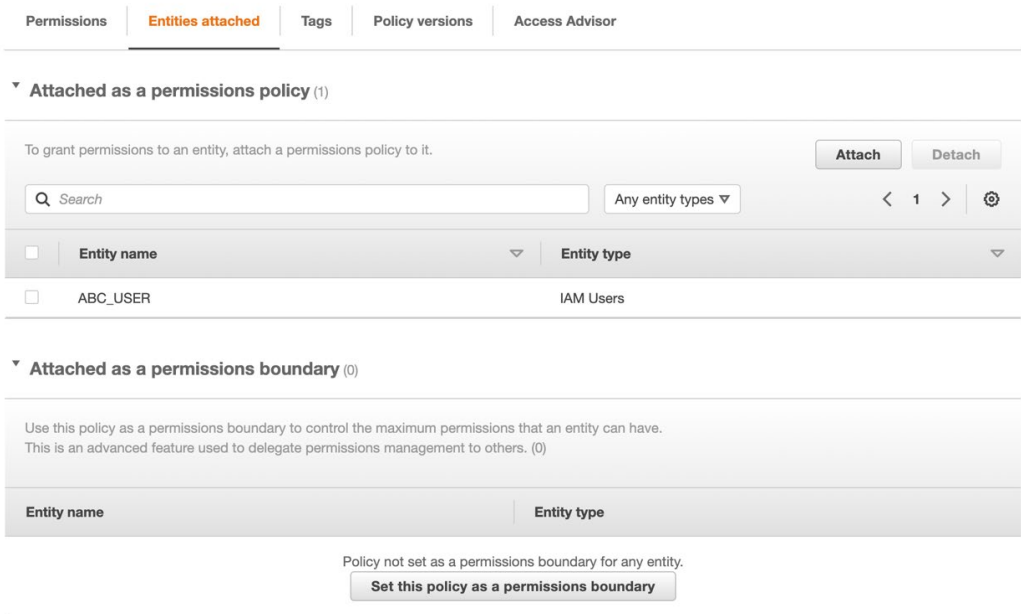 Permissions Entities attached Tags Policy versions Access Advisor
Attached as a permissions policy (1)
To grant permissions to an entity, attach a permissions policy to it.
Attach Detach
Search Any entity types 1
Entity name Entity type
ABC_USER IAM Users
Attached as a permissions boundary (0)
Use this policy as a permissions boundary to control the maximum permissions that an entity can have.
This is an advanced feature used to delegate permissions management to others. (0)
Entity name Entity type
Policy not set as a permissions boundary for any entity.
Set this policy as a permissions boundary